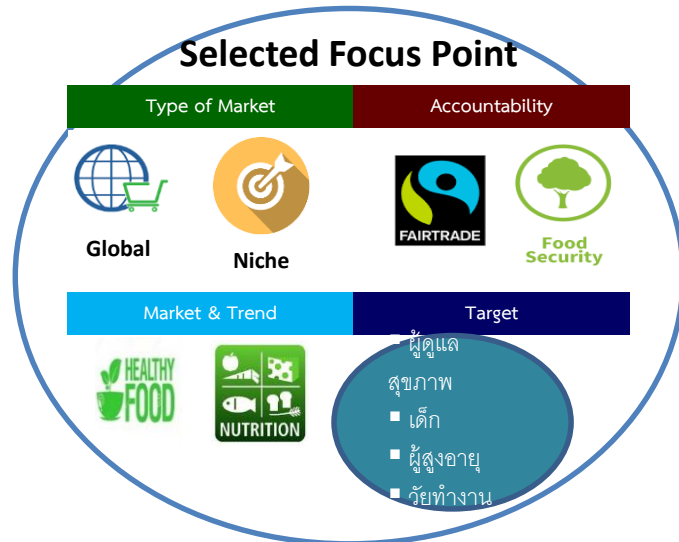 Selected Focus Point
Type of Market
Accountability
Global
Niche
FAIRTRADE
Food
Security
Market & Trend
Target
HEALTHY
FOOD
NUTRITION
▪ ผู้ดูแล
สุขภาพ
▪ เด็ก
▪ ผู้สูงอายุ
▪ วัยทำงาน